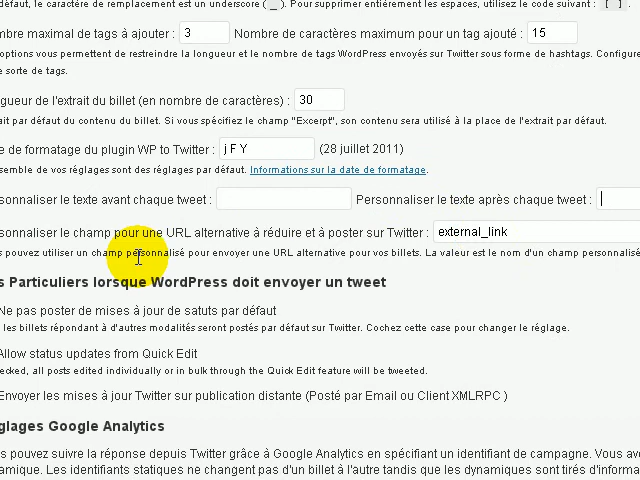 défaut, le caractère de remplacement est un underscore ( _ ). Pour supprimer entièrement les espaces, utilisez le code suivant : [ ] .
mbre maximal de tags à ajouter : 3 Nombre de caractères maximum pour un tag ajouté : 15
options vous permettent de restreindre la longueur et le nombre de tags WordPress envoyés sur Twitter sous forme de hashtags. Configure
e sorte de tags.
gueur de l'extrait du billet (en nombre de caractères) : 30
ait par défaut du contenu du billet. Si vous spécifiez le champ "Excerpt", son contenu sera utilisé à la place de l'extrait par défaut.
e de formatage du plugin WP to Twitter : j F Y (28 juillet 2011)
semble de vos réglages sont des réglages par défaut. Informations sur la date de formatage.
sonnaliser le texte avant chaque tweet : Personnaliser le texte après chaque tweet :
sonnaliser le champ pour une URL alternative à réduire et à poster sur Twitter : external_link
s pouvez utiliser un champ personnalisé pour envoyer une URL alternative pour vos billets. La valeur est le nom d'un champ personnalisé
s Particuliers lorsque WordPress doit envoyer un tweet
Ne pas poster de mises à jour de satuts par défaut
les billets répondant à d'autres modalités seront postés par défaut sur Twitter. Cochez cette case pour changer le réglage.
Allow status updates from Quick Edit
ecked, all posts edited individually or in bulk through the Quick Edit feature will be tweeted.
Envoyer les mises à jour Twitter sur publication distante (Posté par Email ou Client XMLRPC )
glages Google Analytics
s pouvez suivre la réponse depuis Twitter grâce à Google Analytics en spécifiant un identifiant de campagne. Vous ave
amique. Les identifiants statiques ne changent pas d'un billet à l'autre tandis que les dynamiques sont tirés d'informa